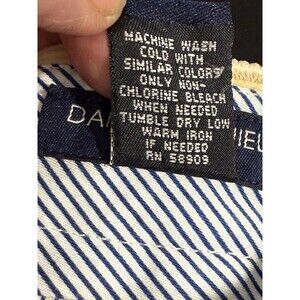 MACHINE WASH
COLD WITH
SIMILAR COLORS
ONLY NON-
CHLORINE BLEACH
WHEN NEEDED
TUMBLE DRY LOW
WARM IRON
IF NEEDED
RN 58909